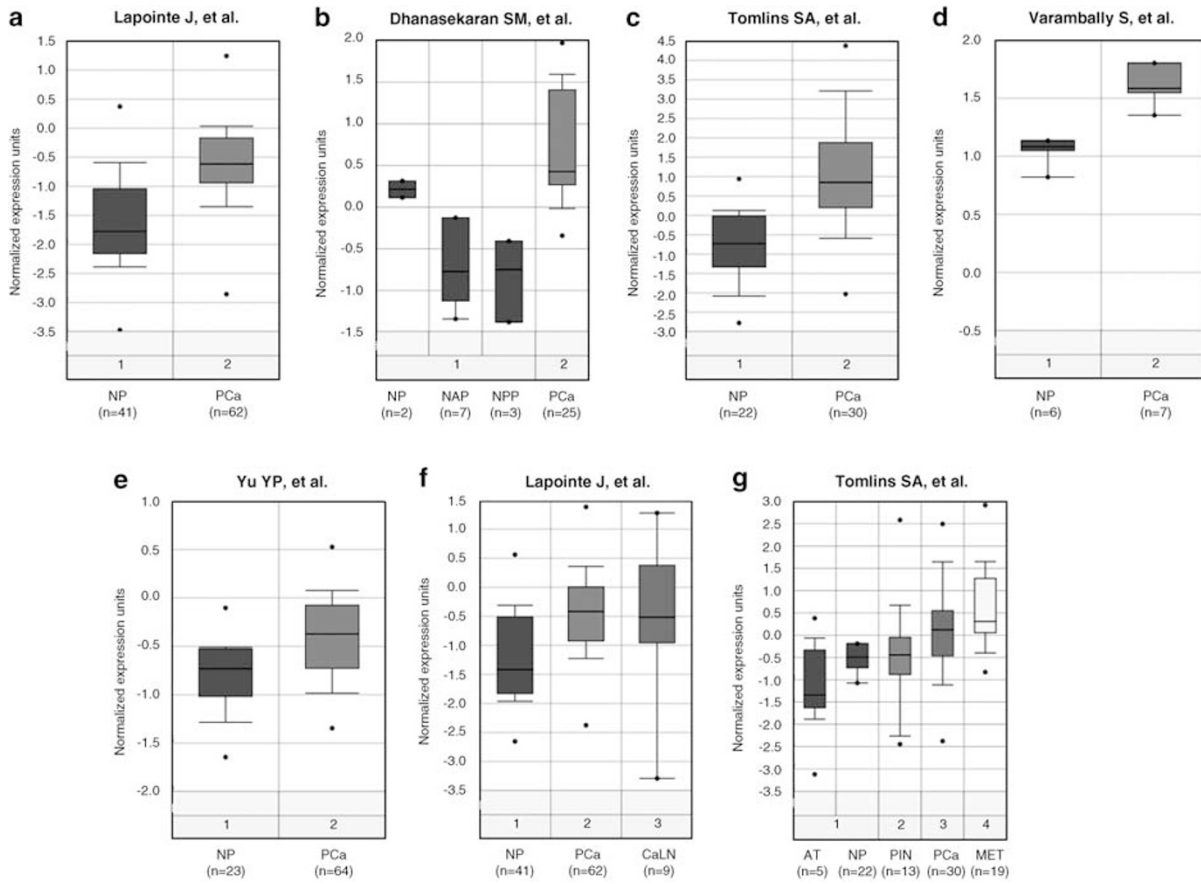 a
Lapointe J, et al.
Normalized expression units
1.5
1.0
0.5
0.0
-0.5
-1.0
-1.5
-2.0
-2.5
-3.0
-3.5
1 2
NP PCa
(n=41) (n=62)
b
Dhanasekaran SM, et al.
Normalized expression units
2.0
1.5
1.0
0.5
0.0
-0.5
-1.0
-1.5
1 2
NP NAP NPP PCa
(n=2) (n=7) (n=3) (n=25)
c
Tomlins SA, et al.
Normalized expression units
4.5
4.0
3.5
3.0
2.5
2.0
1.5
1.0
0.5
0.0
-0.5
-1.0
-1.5
-2.0
-2.5
-3.0
1 2
NP PCa
(n=22) (n=30)
d
Varambally S, et al.
Normalized expression units
2.0
1.5
1.0
0.0
-0.5
1 2
NP PCa
(n=6) (n=7)
e
Yu YP, et al.
Normalized expression units
1.0
0.5
0.0
-0.5
-1.0
-1.5
-2.0
1 2
NP PCa
(n=23) (n=64)
f
Lapointe J, et al.
Normalized expression units
1.5
1.0
0.5
0.0
-0.5
-1.0
-1.5
-2.0
-2.5
-3.0
-3.5
1 2 3
NP PCa CaLN
(n=41) (n=62) (n=9)
g
Tomlins SA, et al.
Normalized expression units
3.0
2.5
2.0
1.5
1.0
0.5
0.0
-0.5
-1.0
-1.5
-2.0
-2.5
-3.0
-3.5
1 2 3 4
AT NP PIN PCa MET
(n=5) (n=22) (n=13) (n=30) (n=19)